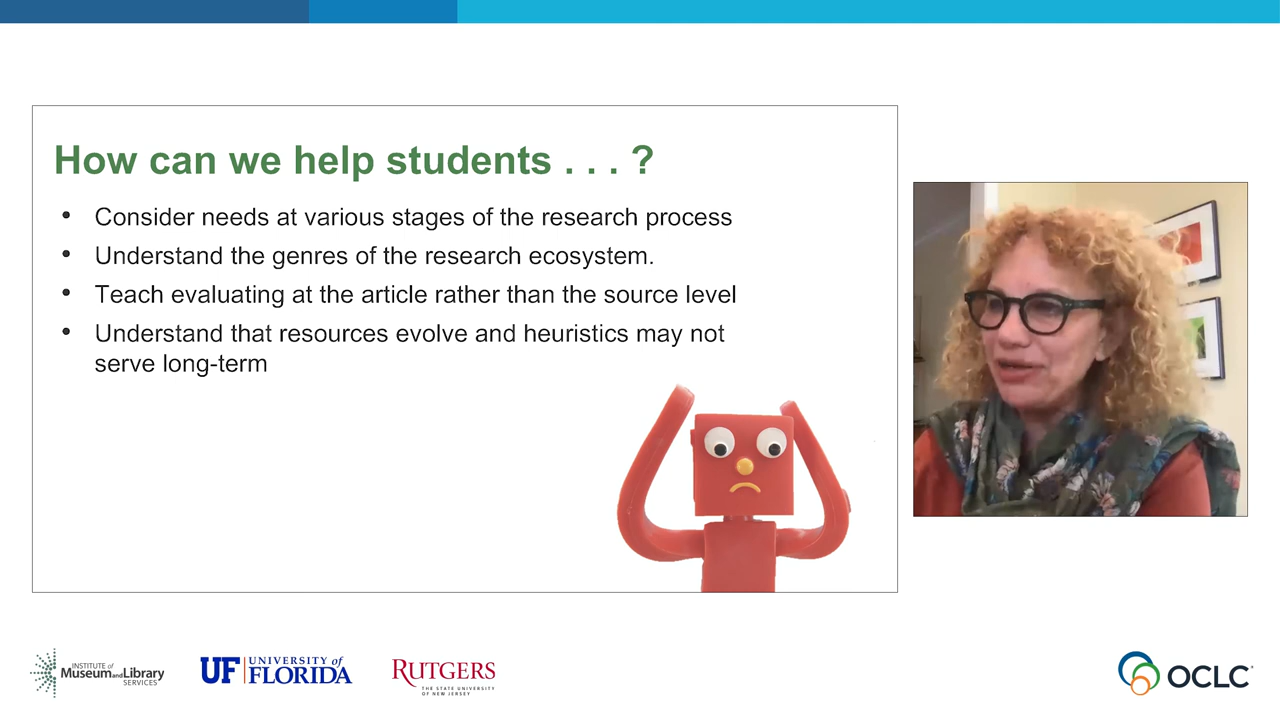 How can we help students . . . ?
• Consider needs at various stages of the research process
• Understand the genres of the research ecosystem.
• Teach evaluating at the article rather than the source level
• Understand that resources evolve and heuristics may not
serve long-term
INSTITUTE of
Museum and Library
SERVICES
UF UNIVERSITY of
FLORIDA
RUTGERS
THE STATE UNIVERSITY
OF NEW JERSEY
OCLC